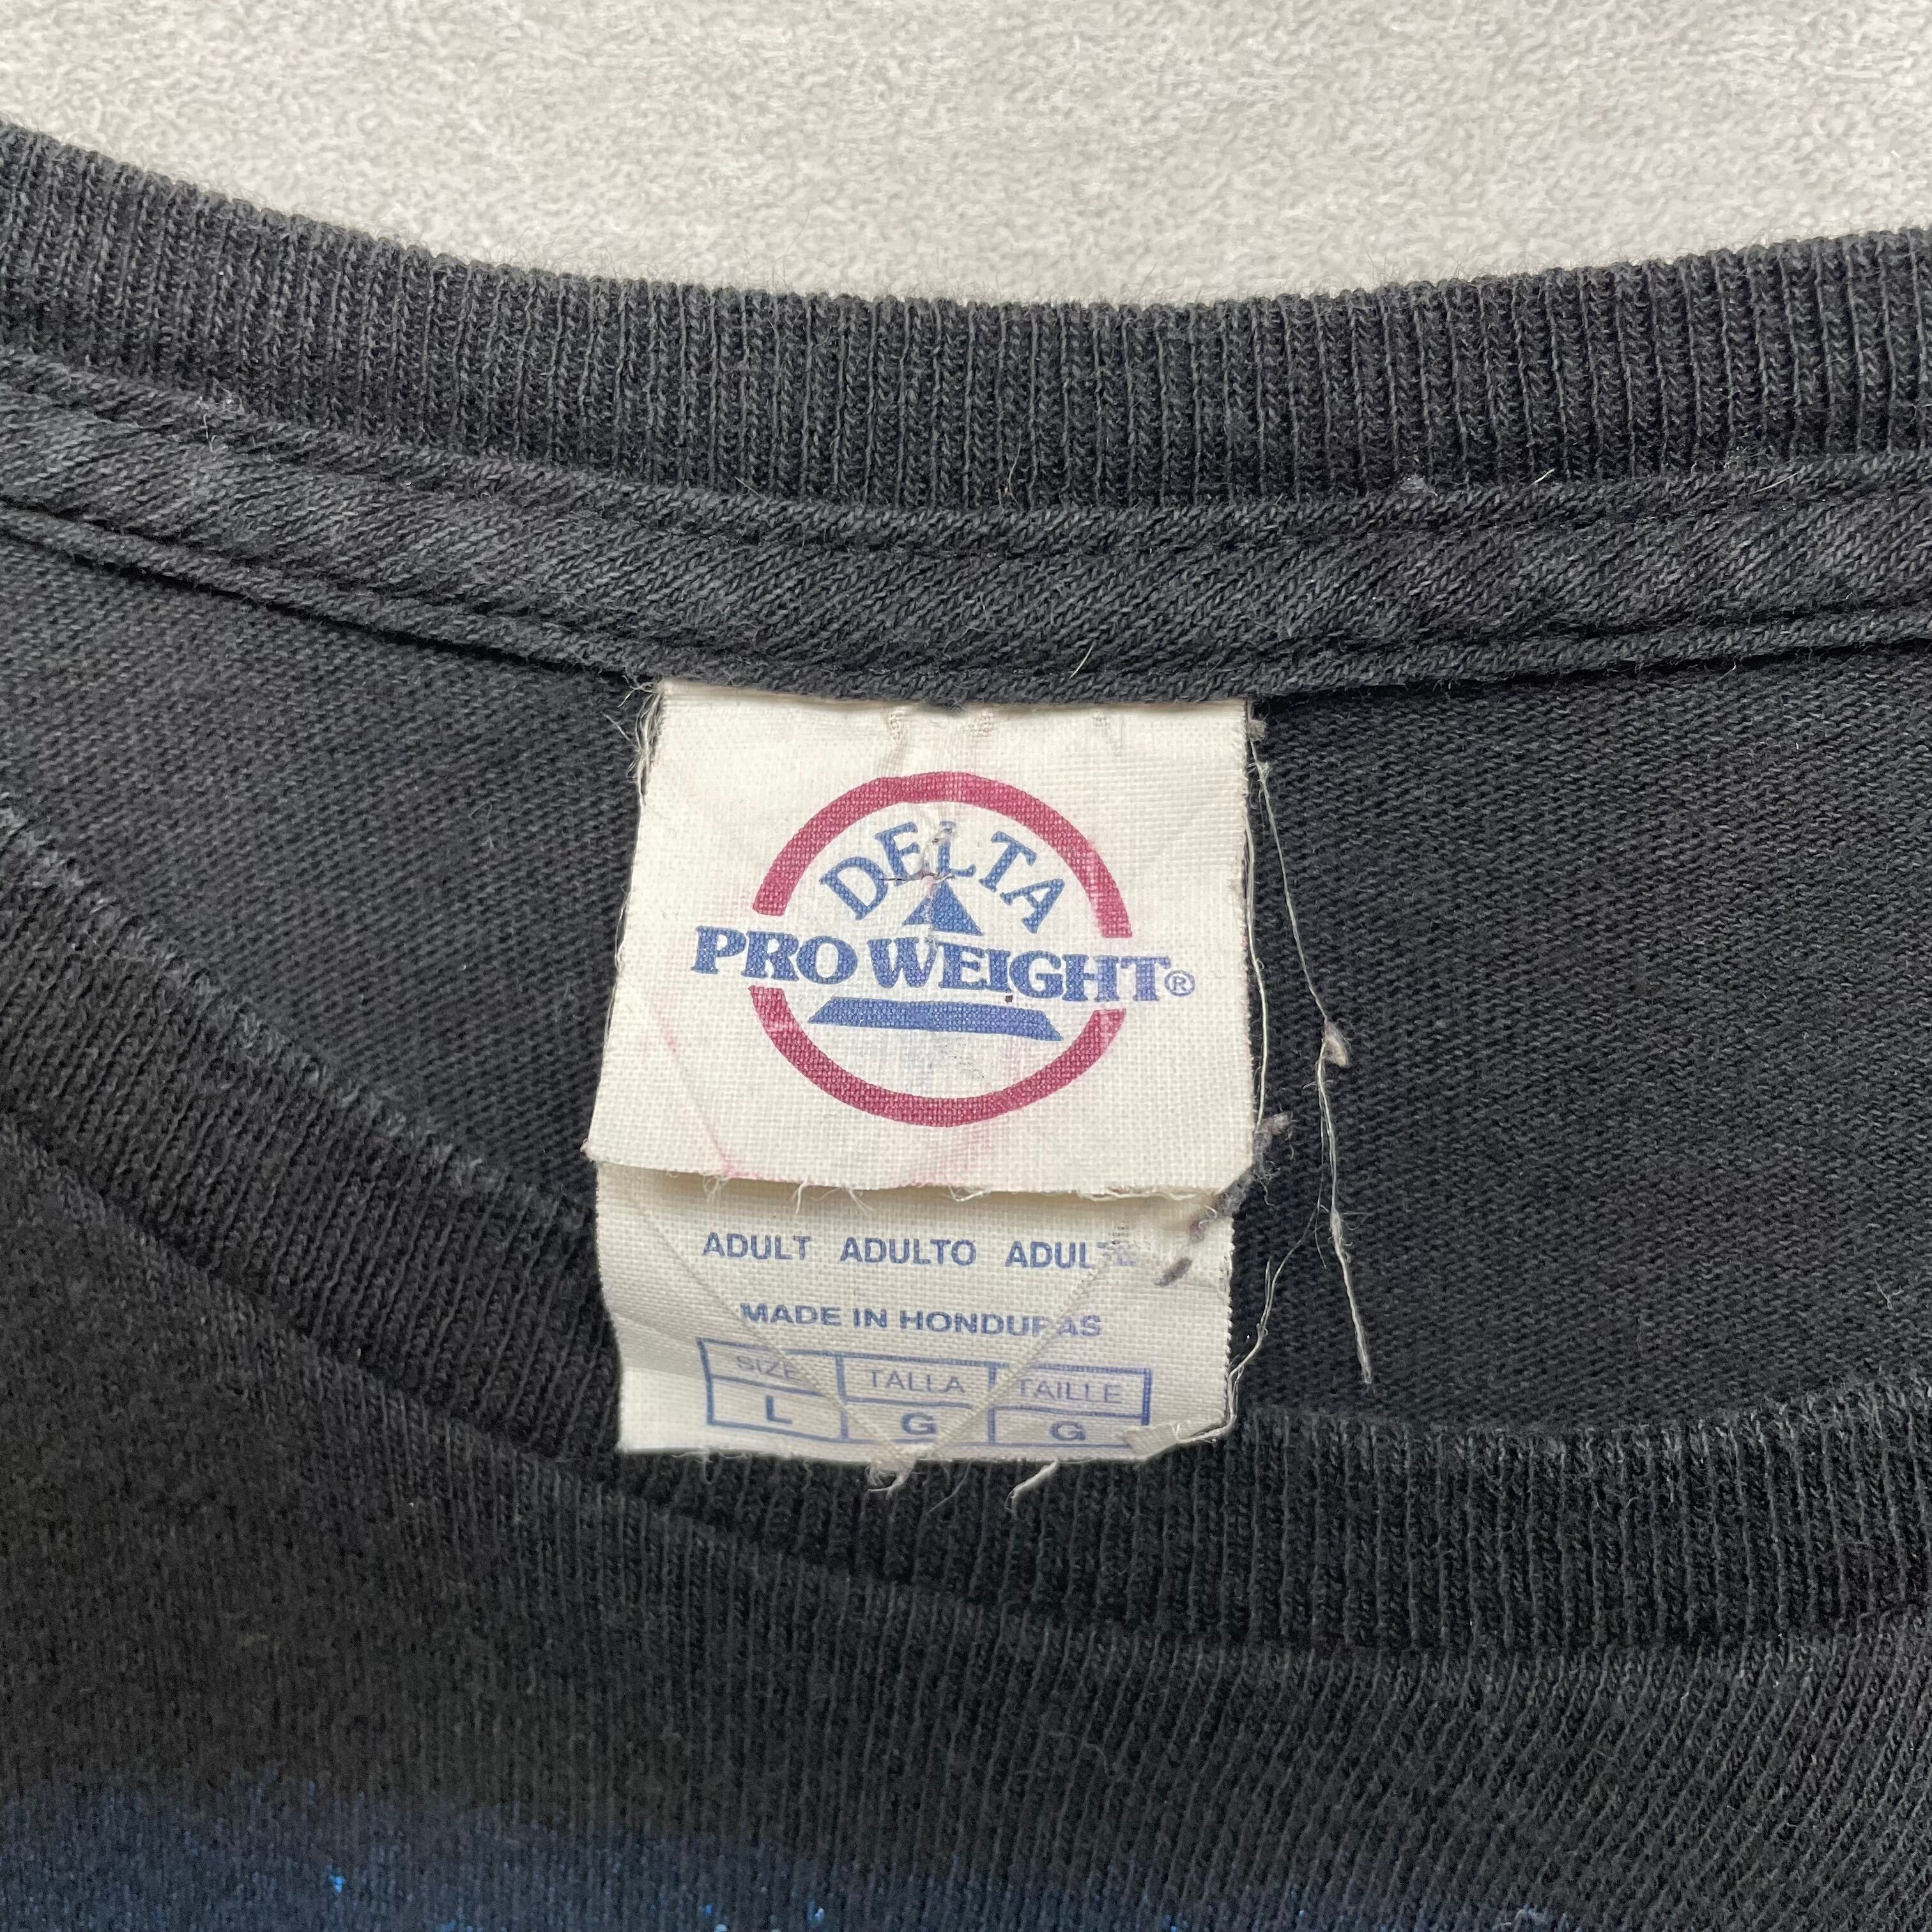 DELTA
PRO WEIGHT®
ADULT ADULTO ADULTE
MADE IN HONDURAS
SIZE TALLA TAILLE
L G G